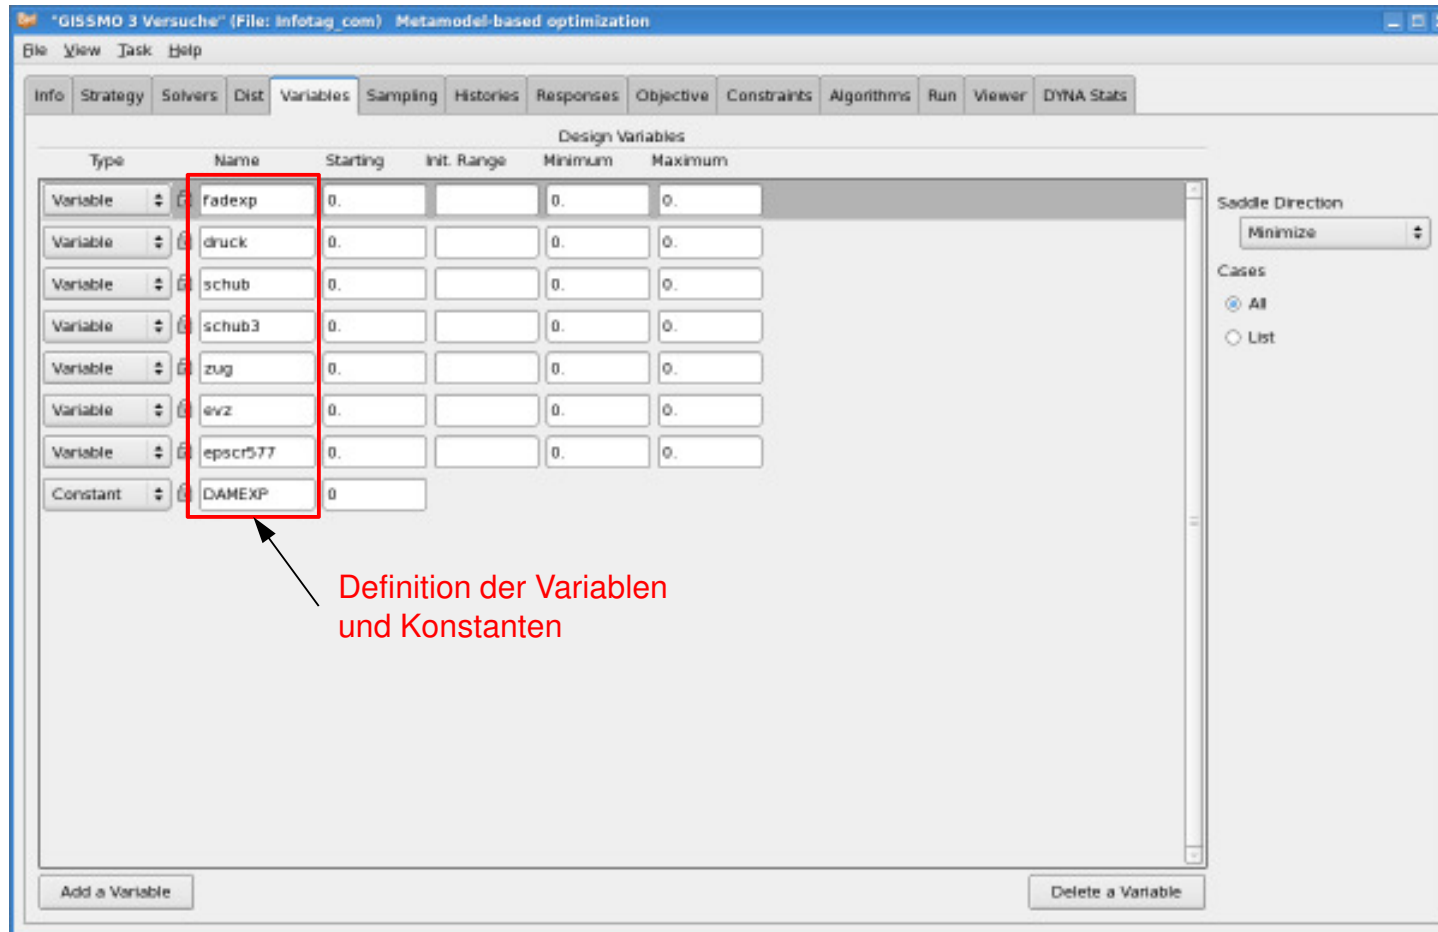 "GISSMO 3 Versuche" (File: Infotag_com) Metamodel-based optimization
File View Task Help
Info Strategy Solvers Dist Variables Sampling Histories Responses Objective Constraints Algorithms Run Viewer DYNA Stats
Design Variables
Type Name Starting Init. Range Minimum Maximum
Variable fadexp 0. 0. 0.
Variable druck 0. 0. 0.
Variable schub 0. 0. 0.
Variable schub3 0. 0. 0.
Variable zug 0. 0. 0.
Variable evz 0. 0. 0.
Variable epscr577 0. 0. 0.
Constant DAMEXP 0
Saddle Direction
Minimize
Cases
All
List
Definition der Variablen
und Konstanten
Add a Variable Delete a Variable